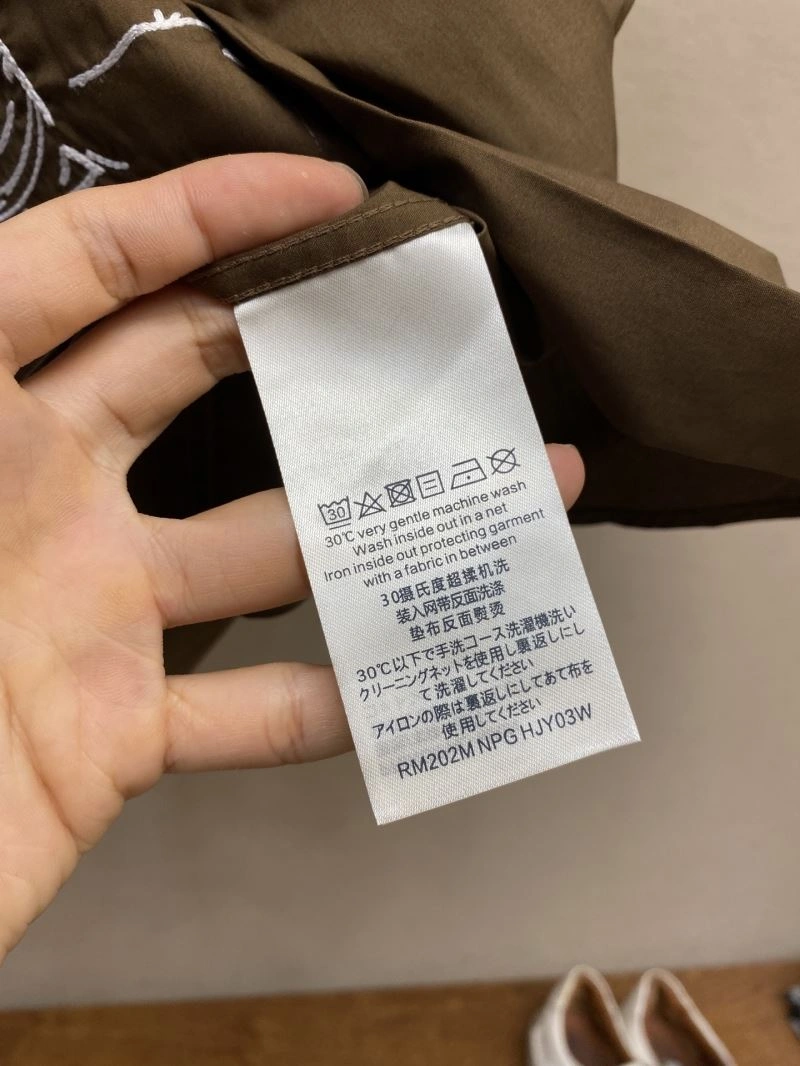 30
30℃ very gentle machine wash
Wash inside out in a net
Iron inside out protecting garment
with a fabric in between
30摄氏度超揉机洗
装入网带反面洗涤
垫布反面熨烫
30℃以下で手洗コース洗濯機洗い
クリーニングネットを使用し裏返しにし
て洗濯してください
アイロンの際は裏返しにしてあて布を
使用してください
RM202M NPG HJY03W